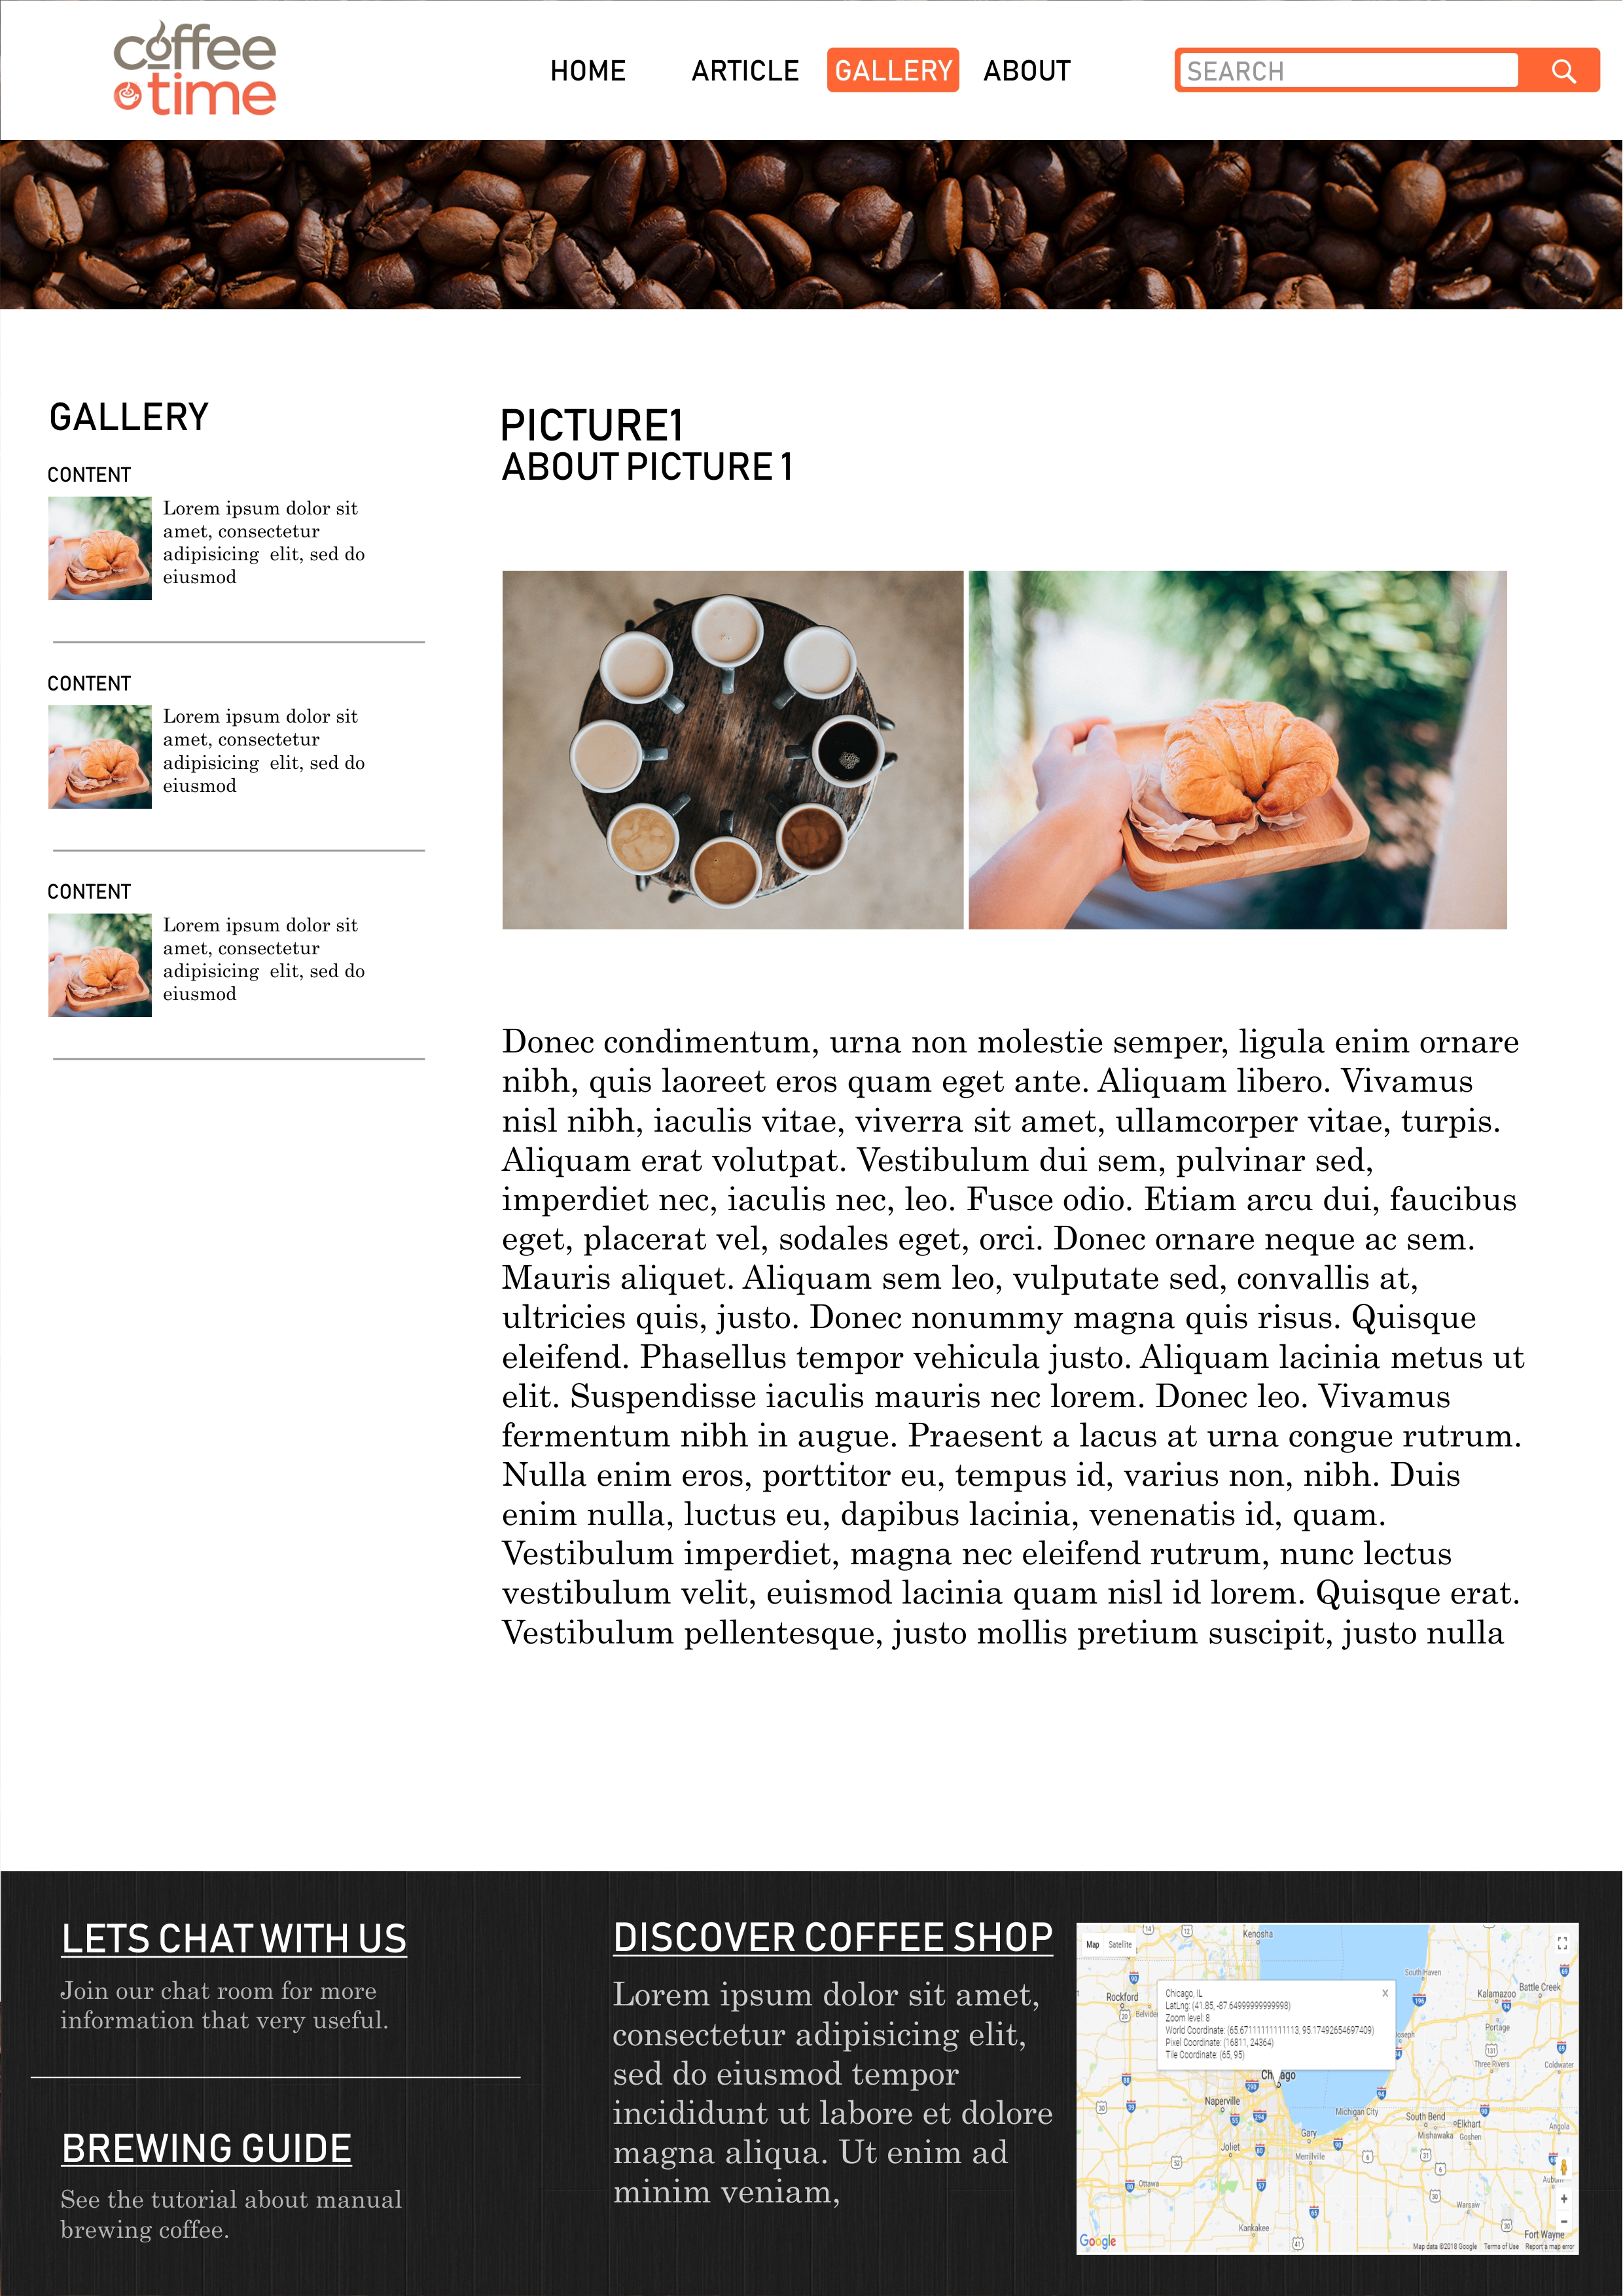 coffee
time
HOME
ARTICLE
GALLERY
ABOUT
SEARCH
GALLERY
CONTENT
Lorem ipsum dolor sit
amet, consectetur
adipisicing elit, sed do
eiusmod
CONTENT
Lorem ipsum dolor sit
amet, consectetur
adipisicing elit, sed do
eiusmod
CONTENT
Lorem ipsum dolor sit
amet, consectetur
adipisicing elit, sed do
eiusmod
PICTURE1
ABOUT PICTURE 1
Donec condimentum, urna non molestie semper, ligula enim ornare
nibh, quis laoreet eros quam eget ante. Aliquam libero. Vivamus
nisl nibh, iaculis vitae, viverra sit amet, ullamcorper vitae, turpis.
Aliquam erat volutpat. Vestibulum dui sem, pulvinar sed,
imperdiet nec, iaculis nec, leo. Fusce odio. Etiam arcu dui, faucibus
eget, placerat vel, sodales eget, orci. Donec ornare neque ac sem.
Mauris aliquet. Aliquam sem leo, vulputate sed, convallis at,
ultricies quis, justo. Donec nonummy magna quis risus. Quisque
eleifend. Phasellus tempor vehicula justo. Aliquam lacinia metus ut
elit. Suspendisse iaculis mauris nec lorem. Donec leo. Vivamus
fermentum nibh in augue. Praesent a lacus at urna congue rutrum.
Nulla enim eros, porttitor eu, tempus id, varius non, nibh. Duis
enim nulla, luctus eu, dapibus lacinia, venenatis id, quam.
Vestibulum imperdiet, magna nec eleifend rutrum, nunc lectus
vestibulum velit, euismod lacinia quam nisl id lorem. Quisque erat.
Vestibulum pellentesque, justo mollis pretium suscipit, justo nulla
LETS CHAT WITH US
Join our chat room for more
information that very useful.
BREWING GUIDE
See the tutorial about manual
brewing coffee.
DISCOVER COFFEE SHOP
Lorem ipsum dolor sit amet,
consectetur adipisicing elit,
sed do eiusmod tempor
incididunt ut labore et dolore
magna aliqua. Ut enim ad
minim veniam,
Map Satellite
Kenosha
South Haven
Battle Creek
Kalamazoo
Rockford
Portage
Three Rivers
Coldwater
Chicago, IL
LatLng: (41.85, -87.64999999999998)
Zoom level: 8
World Coordinate: (65.67111111111113, 95.17492654697409)
Pixel Coordinate: (16811, 24364)
Tile Coordinate: (65, 95)
Naperville
Michigan City
South Bend
Elkhart
Mishawaka
Goshen
Angola
Gary
Joliet
Merrillville
Ottawa
Warsaw
Kankakee
Fort Wayne
Google
Map data ©2018 Google Terms of Use Report a map error